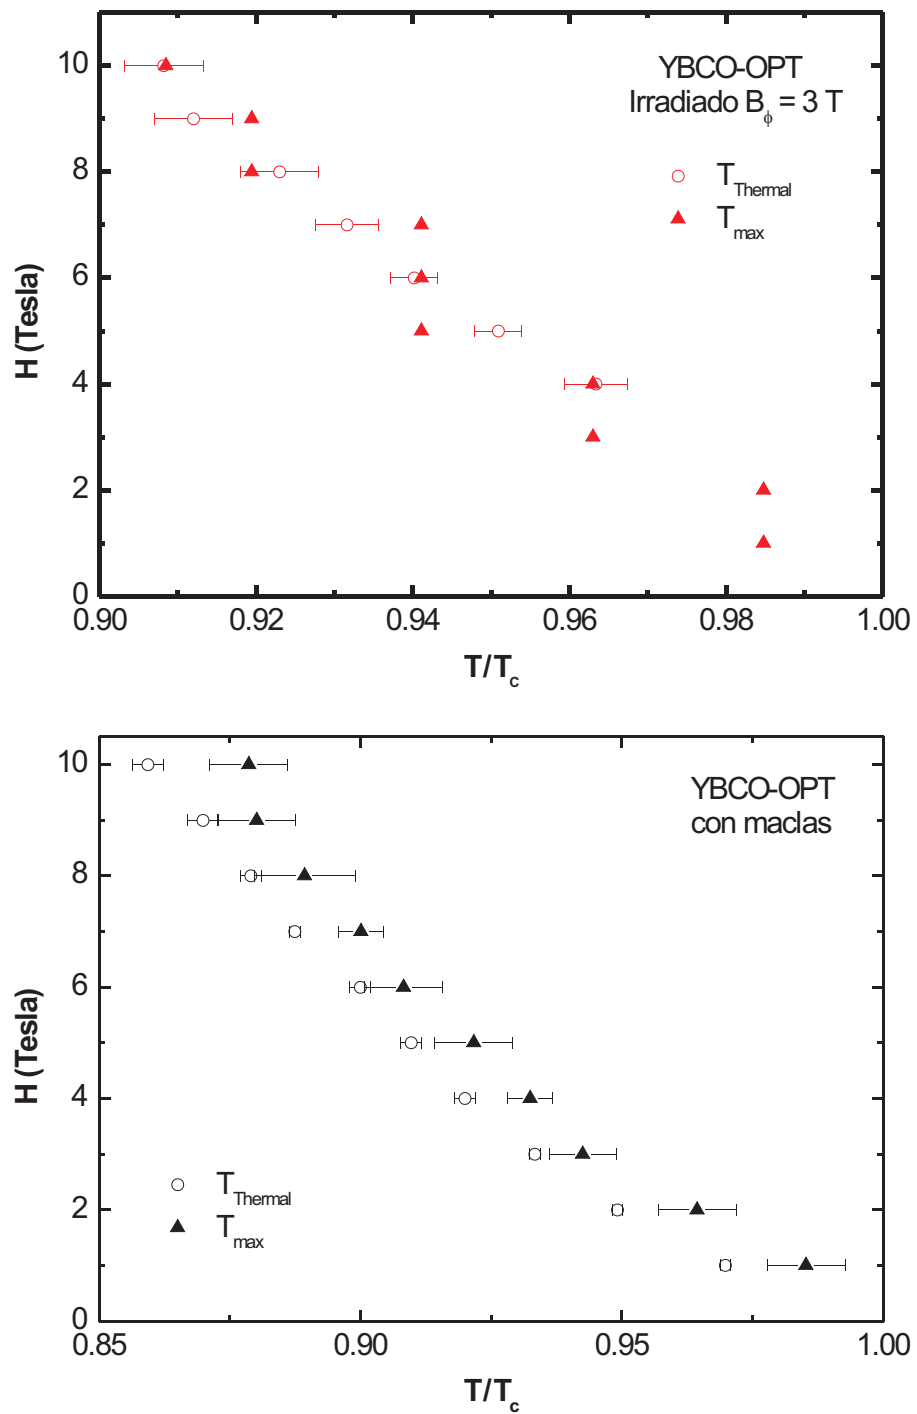 YBCO-OPT
Irradiado Bϕ = 3 T
TThermal
Tmax
H (Tesla)
10
8
6
4
2
0
0.90 0.92 0.94 0.96 0.98 1.00
T/Tc
YBCO-OPT
con maclas
TThermal
Tmax
H (Tesla)
10
8
6
4
2
0
0.85 0.90 0.95 1.00
T/Tc